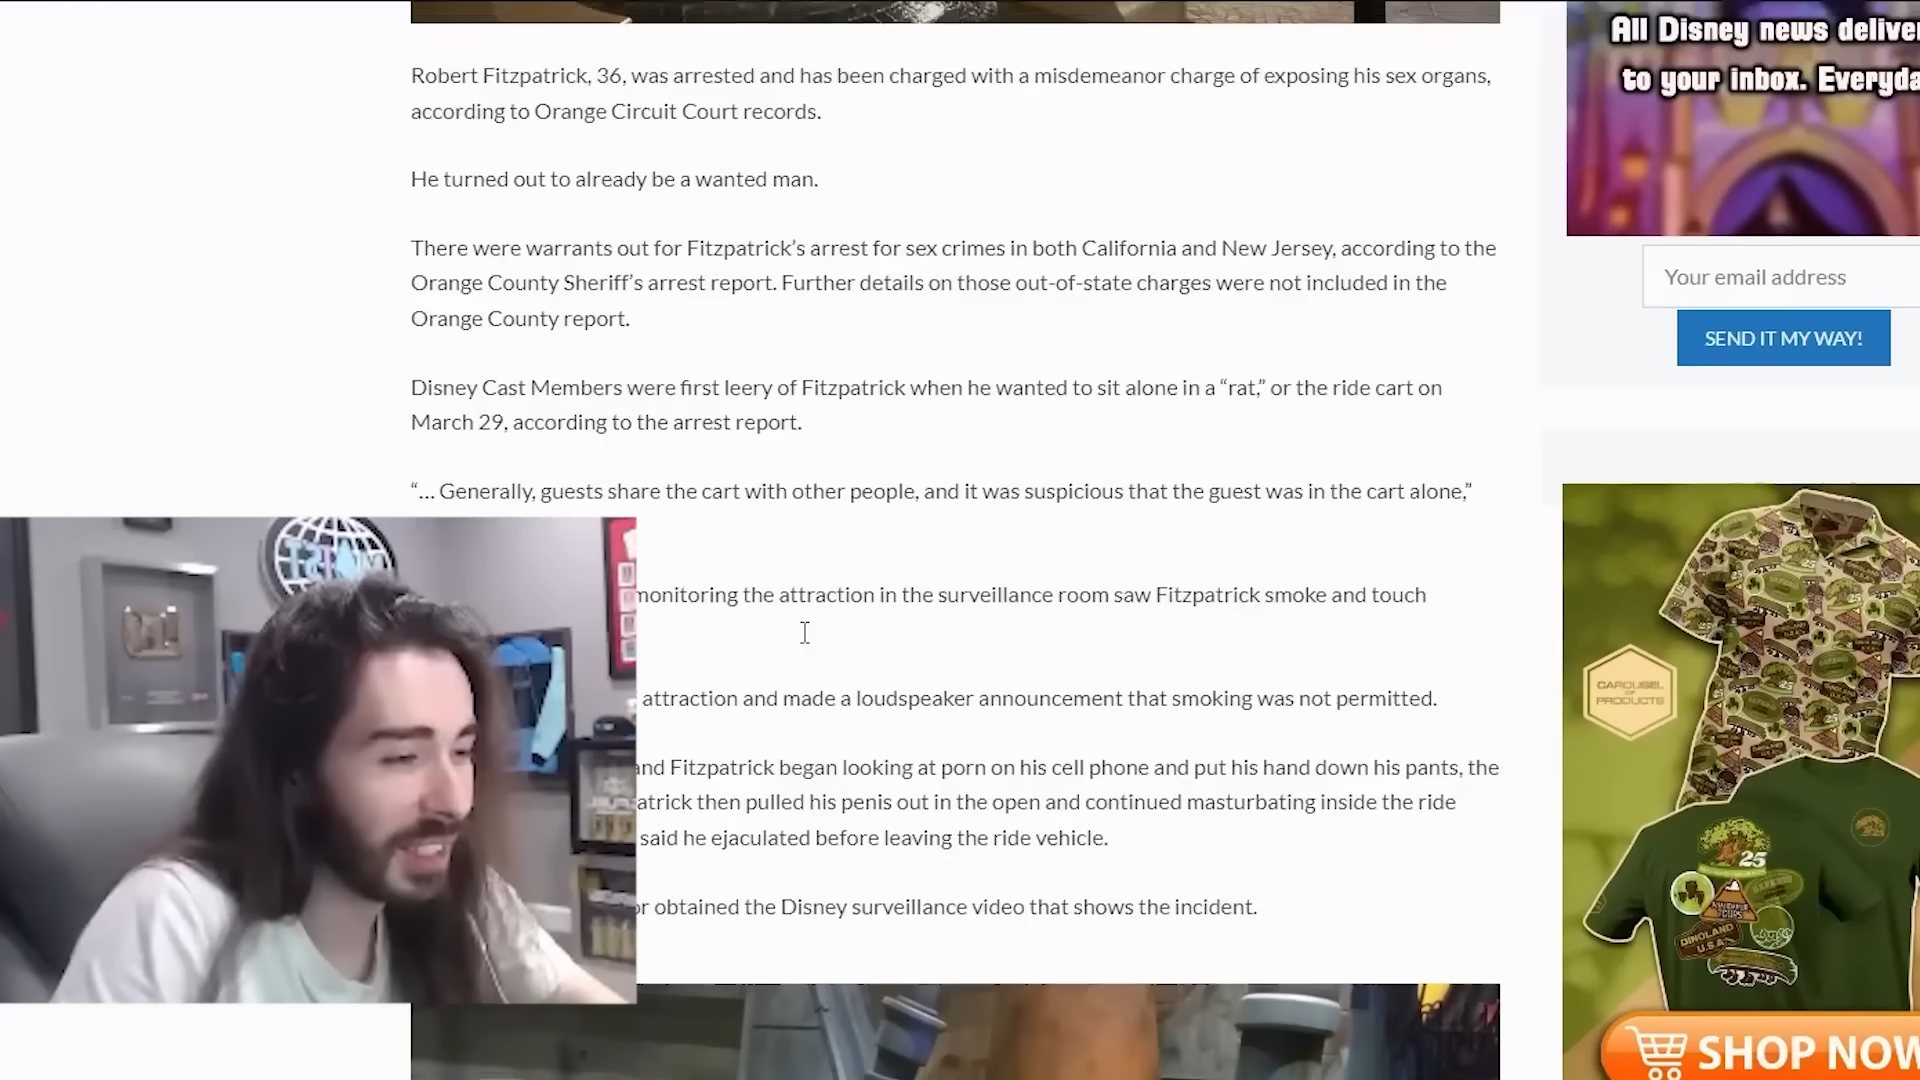 All Disney news deliver
to your inbox. Everyda
Your email address
SEND IT MY WAY!
Robert Fitzpatrick, 36, was arrested and has been charged with a misdemeanor charge of exposing his sex organs,
according to Orange Circuit Court records.
He turned out to already be a wanted man.
There were warrants out for Fitzpatrick’s arrest for sex crimes in both California and New Jersey, according to the
Orange County Sheriff’s arrest report. Further details on those out-of-state charges were not included in the
Orange County report.
Disney Cast Members were first leery of Fitzpatrick when he wanted to sit alone in a “rat,” or the ride cart on
March 29, according to the arrest report.
“… Generally, guests share the cart with other people, and it was suspicious that the guest was in the cart alone,”
monitoring the attraction in the surveillance room saw Fitzpatrick smoke and touch
attraction and made a loudspeaker announcement that smoking was not permitted.
and Fitzpatrick began looking at porn on his cell phone and put his hand down his pants, the
atrick then pulled his penis out in the open and continued masturbating inside the ride
said he ejaculated before leaving the ride vehicle.
or obtained the Disney surveillance video that shows the incident.
MOIST
CAROUSEL
OF
PRODUCTS
25
DINOLAND
U.S.A.
SHOP NOW